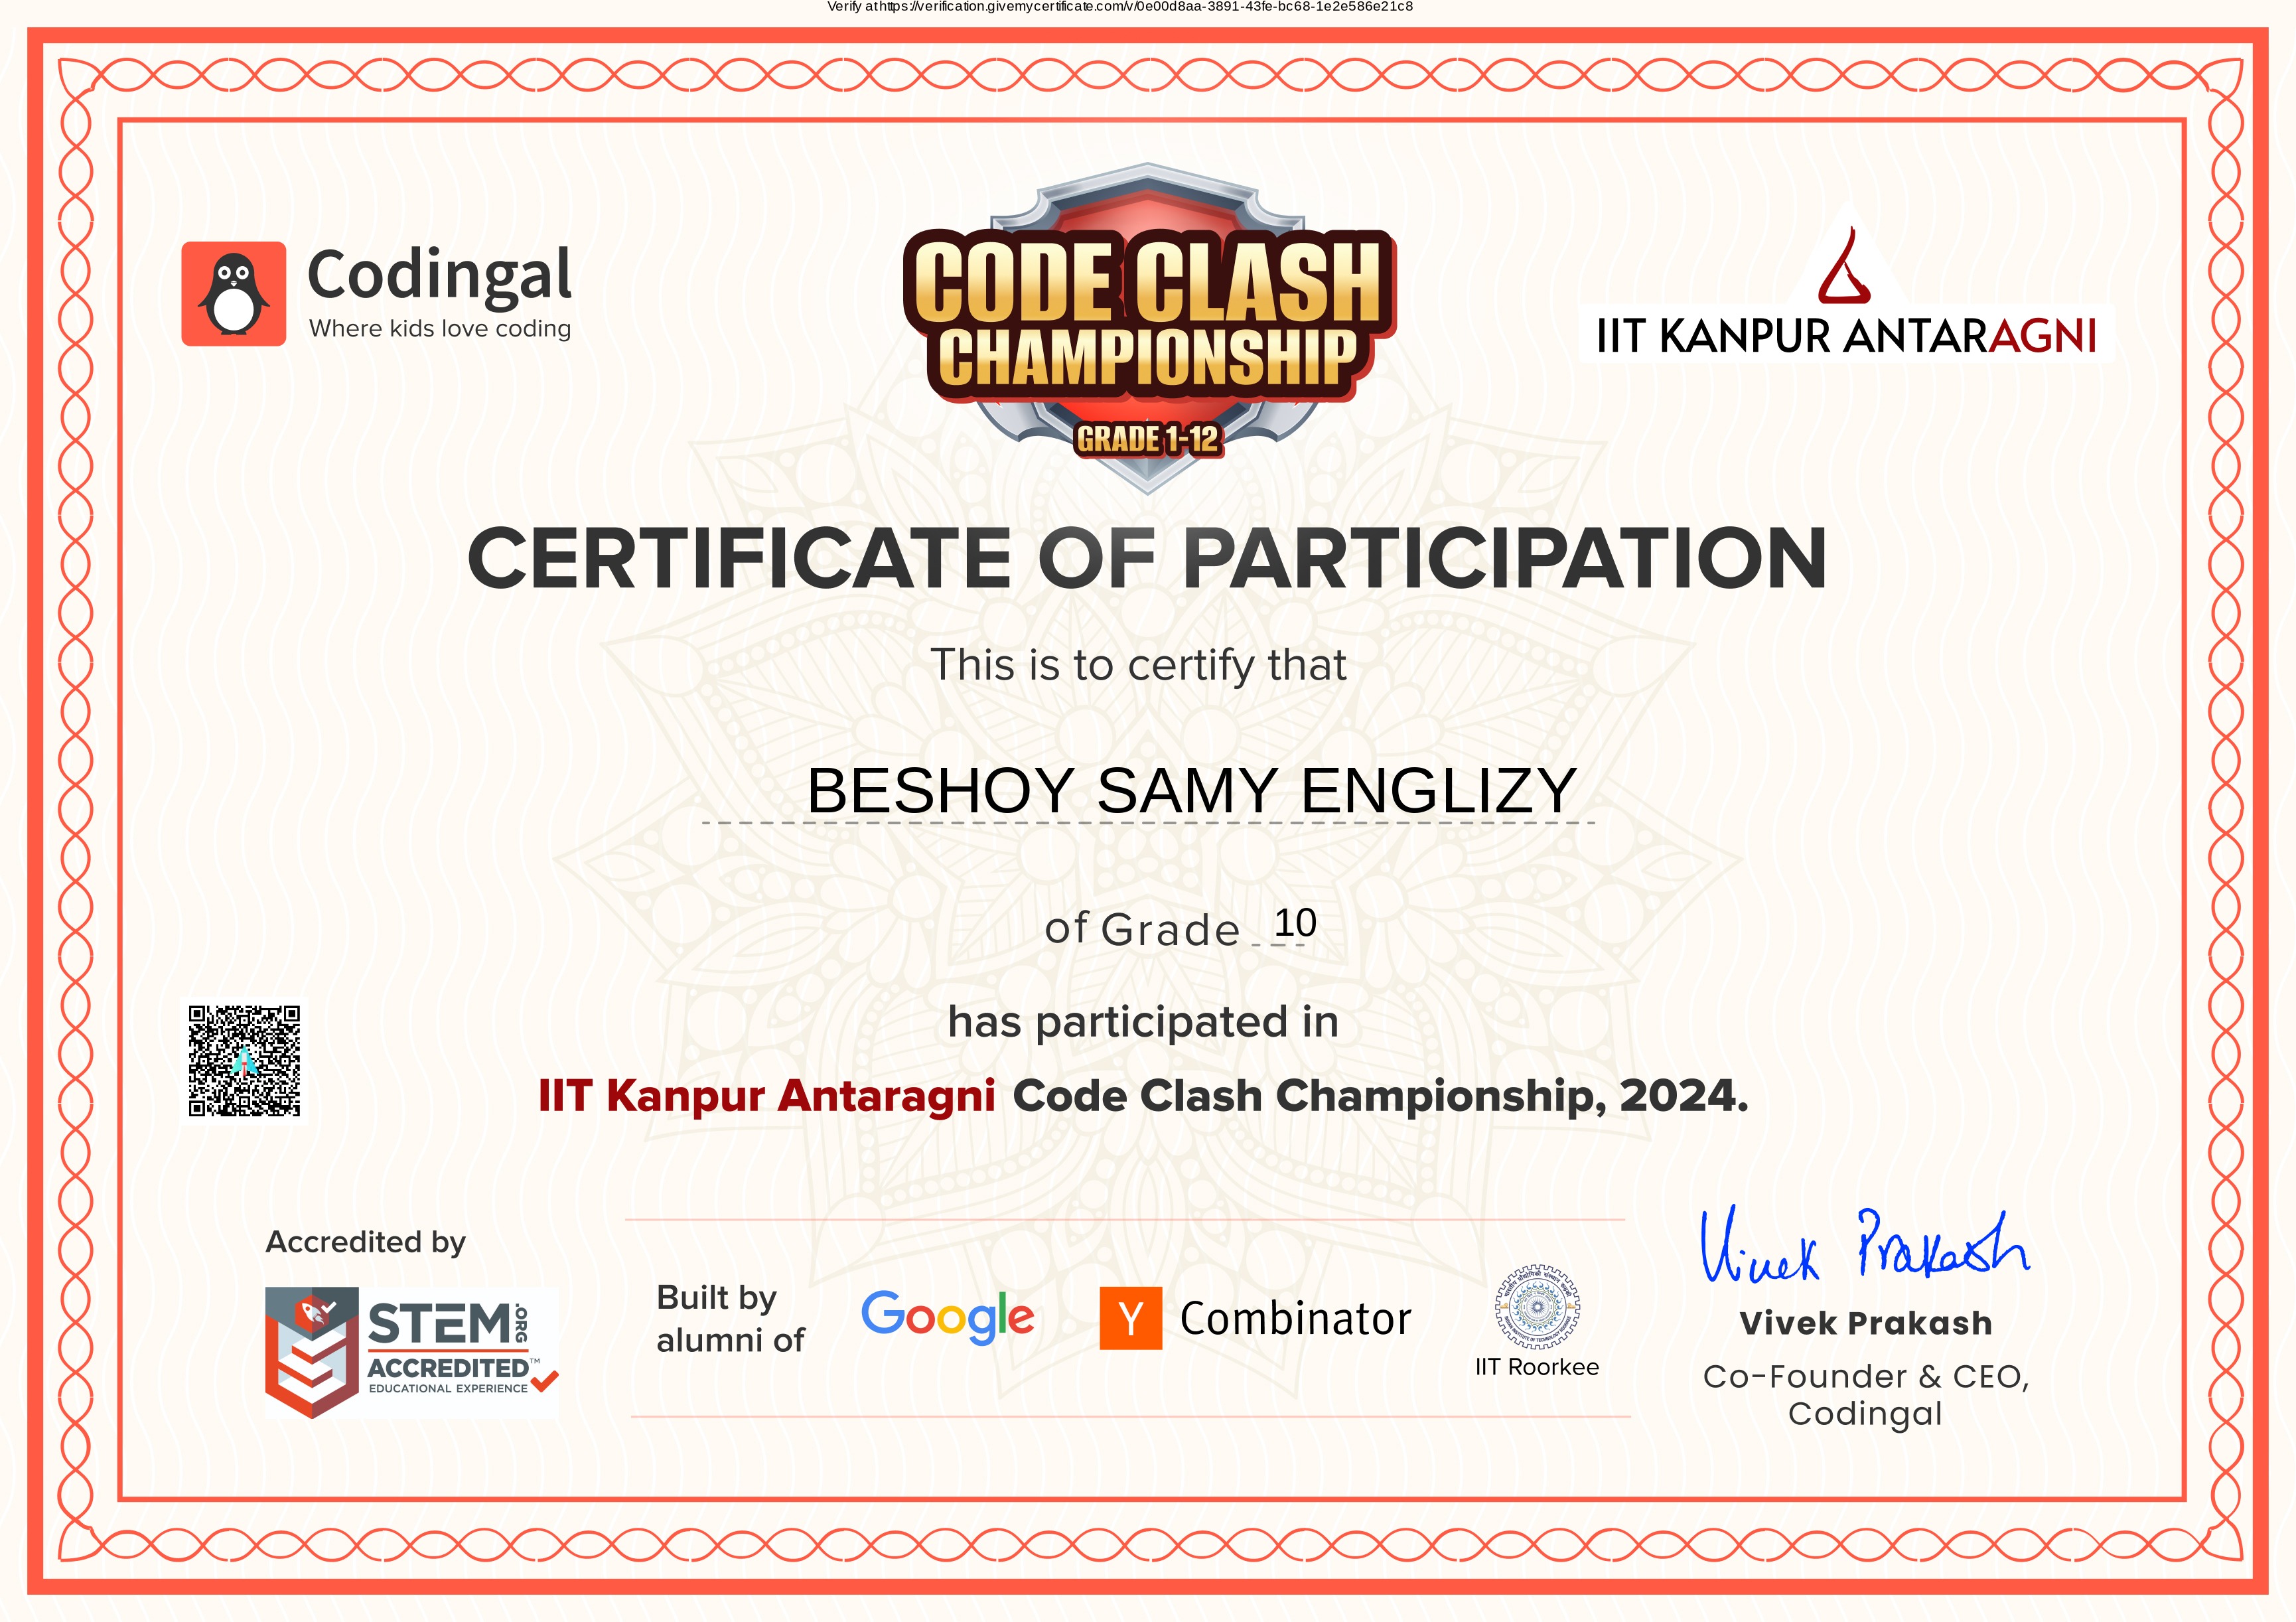 Verify at https://verification.givemycertificate.com/v/0e00d8aa-3891-43fe-bc68-1e2e586e21c8
Codingal
Where kids love coding
CODE CLASH
CHAMPIONSHIP
GRADE 1-12
IIT KANPUR ANTARAGNI
CERTIFICATE OF PARTICIPATION
This is to certify that
BESHOY SAMY ENGLIZY
of Grade 10
has participated in
IIT Kanpur Antaragni Code Clash Championship, 2024.
Accredited by
STEM.ORG
ACCREDITED™
EDUCATIONAL EXPERIENCE
Built by
alumni of
Google
Y Combinator
IIT Roorkee
Vivek Prakash
Vivek Prakash
Co-Founder & CEO,
Codingal